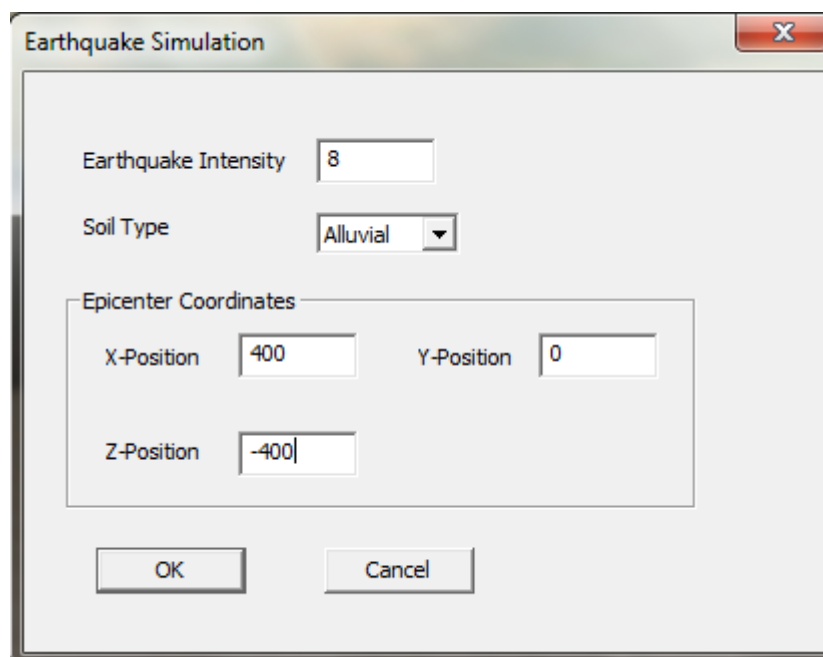 Earthquake Simulation
Earthquake Intensity 8
Soil Type Alluvial
Epicenter Coordinates
X-Position 400 Y-Position 0
Z-Position -400
OK Cancel